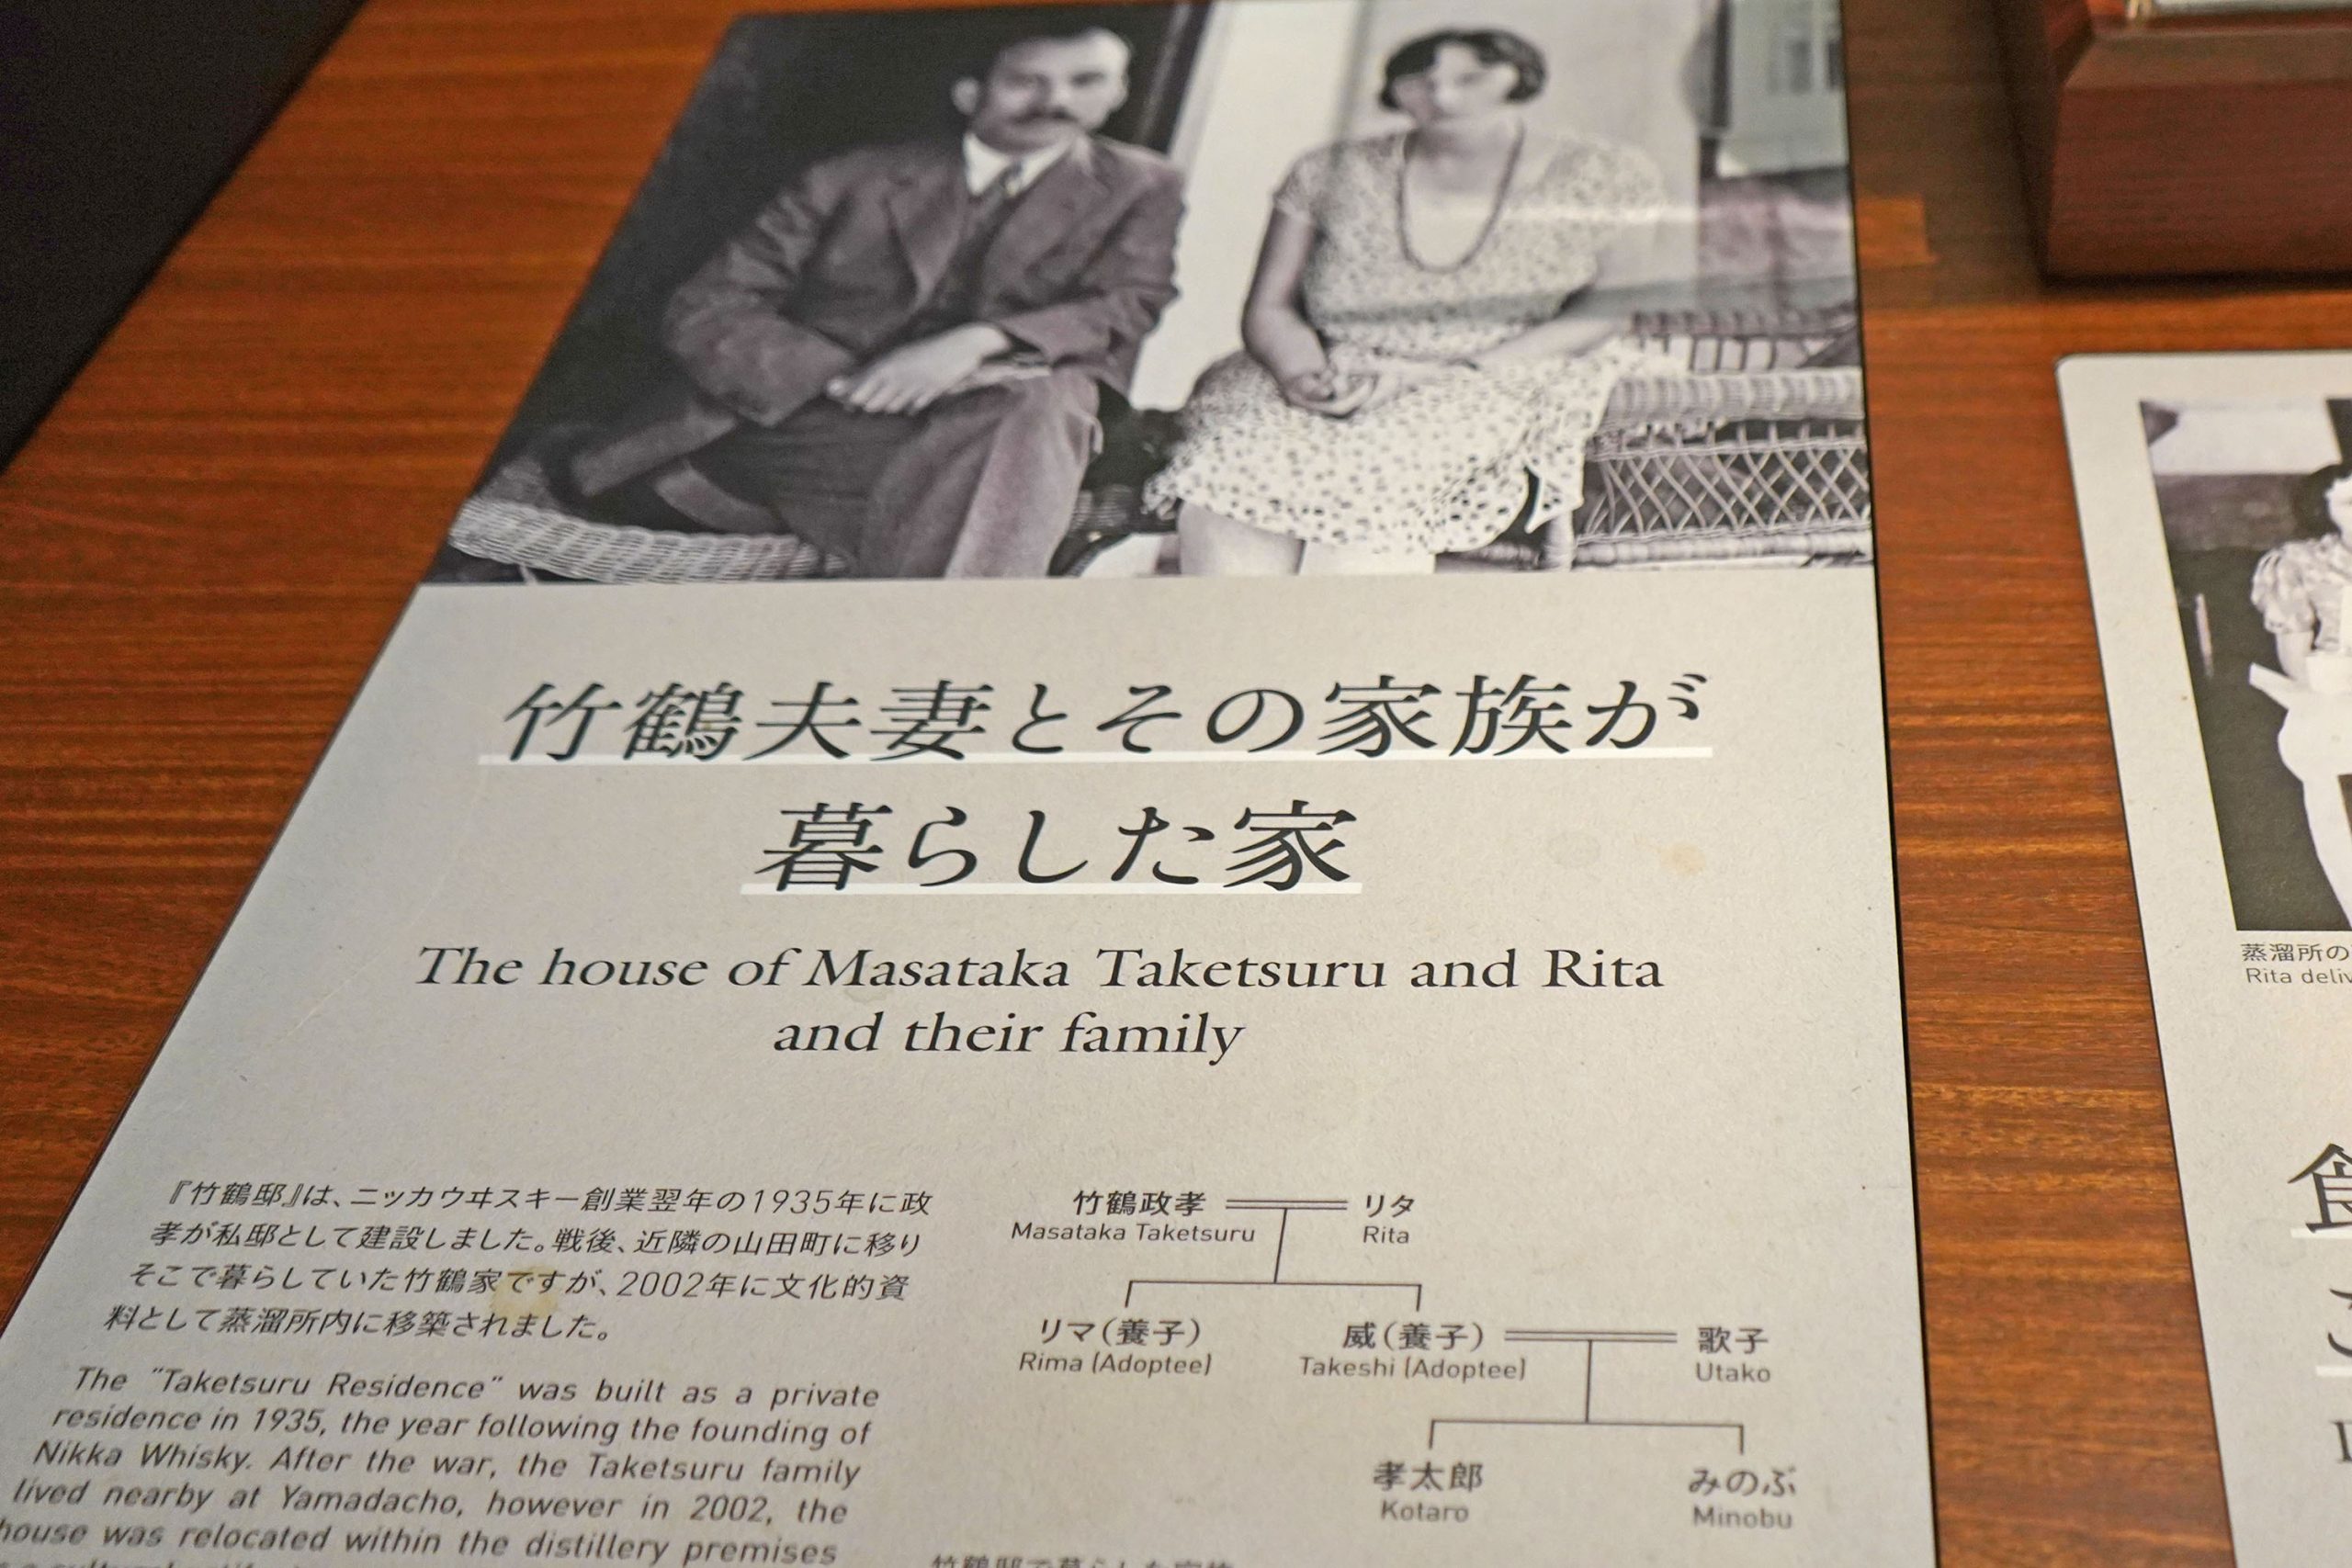 竹鶴夫妻とその家族が
暮らした家
The house of Masataka Taketsuru and Rita
and their family
『竹鶴邸』は、ニッカウヰスキー創業翌年の1935年に政
孝が私邸として建設しました。戦後、近隣の山田町に移り
そこで暮らしていた竹鶴家ですが、2002年に文化的資
料として蒸溜所内に移築されました。
The "Taketsuru Residence" was built as a private
residence in 1935, the year following the founding of
Nikka Whisky. After the war, the Taketsuru family
lived nearby at Yamadacho, however in 2002, the
house was relocated within the distillery premises
竹鶴政孝 リタ
Masataka Taketsuru Rita
リマ(養子) 威(養子) 歌子
Rima (Adoptee) Takeshi (Adoptee) Utako
孝太郎 みのぶ
Kotaro Minobu
蒸溜所の
Rita deliv
食